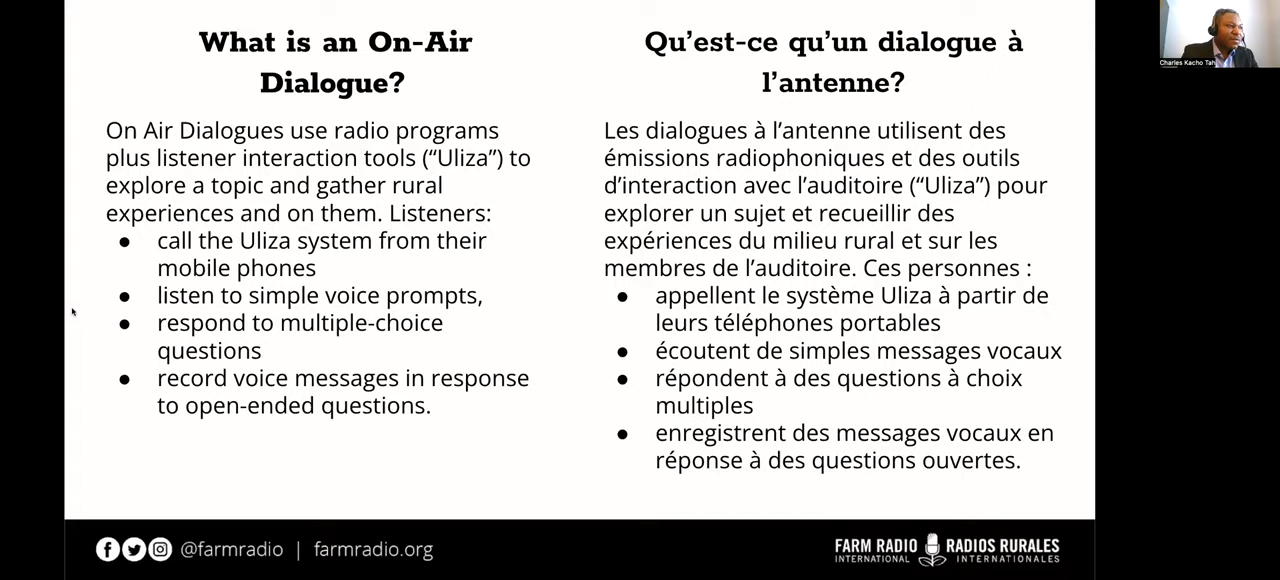 What is an On-Air
Dialogue?
On Air Dialogues use radio programs
plus listener interaction tools (“Uliza”) to
explore a topic and gather rural
experiences and on them. Listeners:
● call the Uliza system from their
mobile phones
● listen to simple voice prompts,
● respond to multiple-choice
questions
● record voice messages in response
to open-ended questions.
Qu’est-ce qu’un dialogue à
l’antenne?
Les dialogues à l’antenne utilisent des
émissions radiophoniques et des outils
d’interaction avec l’auditoire (“Uliza”) pour
explorer un sujet et recueillir des
expériences du milieu rural et sur les
membres de l’auditoire. Ces personnes :
● appellent le système Uliza à partir de
leurs téléphones portables
● écoutent de simples messages vocaux
● répondent à des questions à choix
multiples
● enregistrent des messages vocaux en
réponse à des questions ouvertes.
@farmradio | farmradio.org
FARM RADIO
INTERNATIONAL
RADIOS RURALES
INTERNATIONALES
Charles Kacho Tah